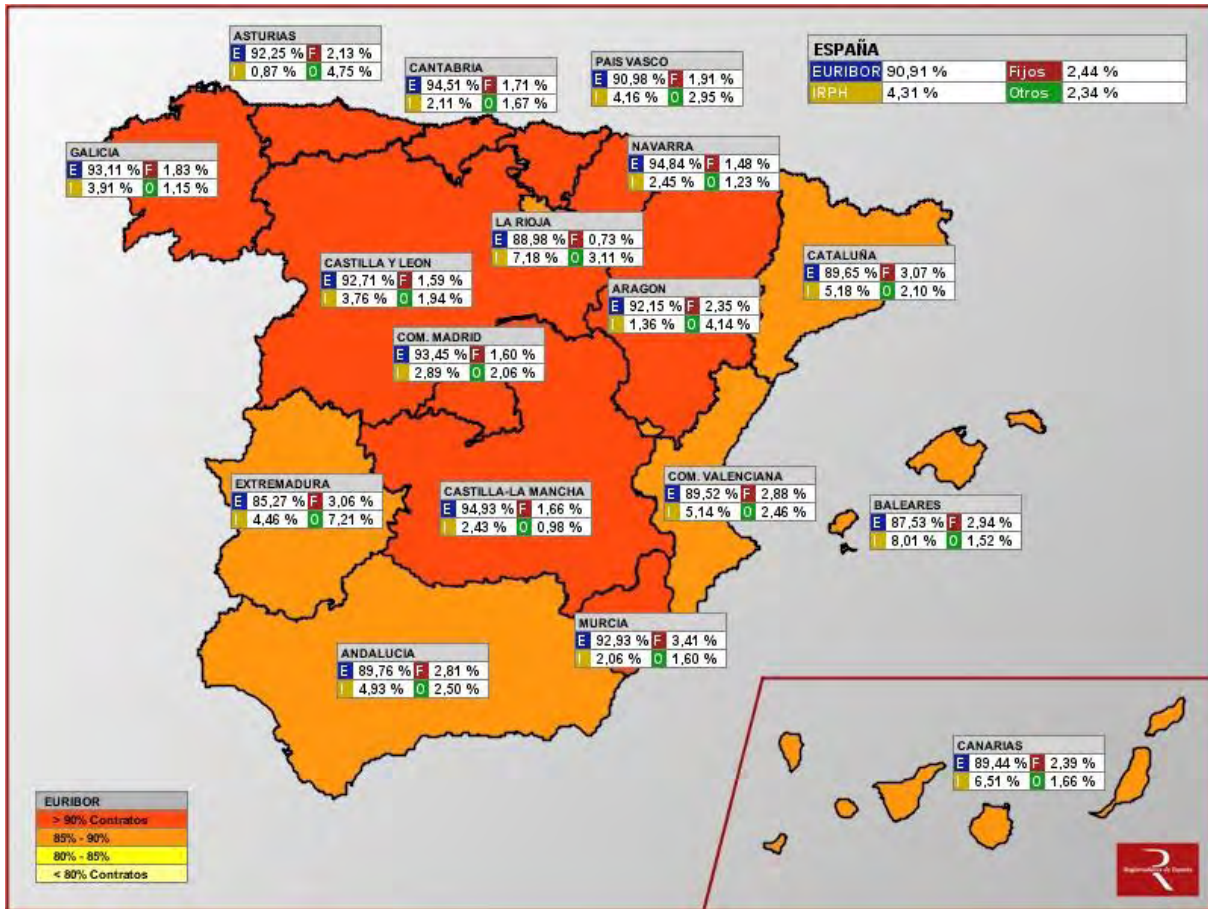 ASTURIAS
E 92,25 % F 2,13 %
I 0,87 % O 4,75 %
CANTABRIA
E 94,51 % F 1,71 %
I 2,11 % O 1,67 %
PAIS VASCO
E 90,98 % F 1,91 %
I 4,16 % O 2,95 %
ESPAÑA
EURIBOR 90,91 % Fijos 2,44 %
IRPH 4,31 % Otros 2,34 %
GALICIA
E 93,11 % F 1,83 %
I 3,91 % O 1,15 %
NAVARRA
E 94,84 % F 1,48 %
I 2,45 % O 1,23 %
LA RIOJA
E 88,98 % F 0,73 %
I 7,18 % O 3,11 %
CASTILLA Y LEON
E 92,71 % F 1,59 %
I 3,76 % O 1,94 %
CATALUÑA
E 89,65 % F 3,07 %
I 5,18 % O 2,10 %
ARAGON
E 92,15 % F 2,35 %
I 1,36 % O 4,14 %
COM. MADRID
E 93,45 % F 1,60 %
I 2,89 % O 2,06 %
EXTREMADURA
E 85,27 % F 3,06 %
I 4,46 % O 7,21 %
CASTILLA-LA MANCHA
E 94,93 % F 1,66 %
I 2,43 % O 0,98 %
COM. VALENCIANA
E 89,52 % F 2,88 %
I 5,14 % O 2,46 %
BALEARES
E 87,53 % F 2,94 %
I 8,01 % O 1,52 %
MURCIA
E 92,93 % F 3,41 %
I 2,06 % O 1,60 %
ANDALUCIA
E 89,76 % F 2,81 %
I 4,93 % O 2,50 %
CANARIAS
E 89,44 % F 2,39 %
I 6,51 % O 1,66 %
EURIBOR
> 90% Contratos
85% - 90%
80% - 85%
< 80% Contratos
R
Registradores de España